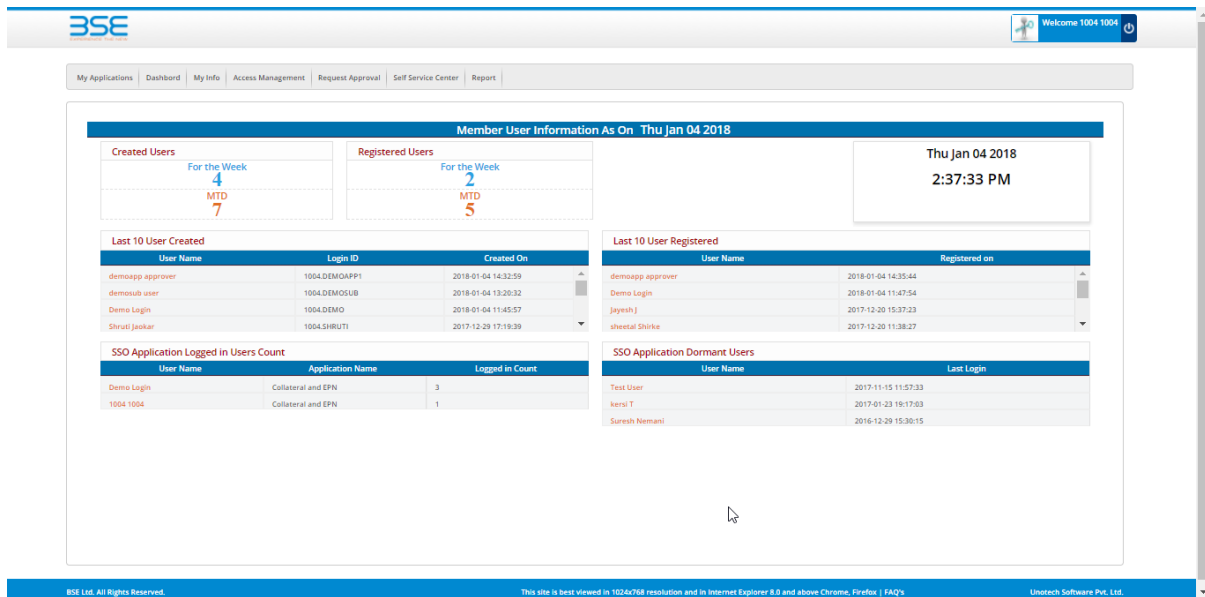 BSE
EXPERIENCE THE NEW
Welcome 1004 1004
My Applications Dashbord My Info Access Management Request Approval Self Service Center Report
Member User Information As On Thu Jan 04 2018
Created Users
For the Week
4
MTD
7
Registered Users
For the Week
2
MTD
5
Thu Jan 04 2018
2:37:33 PM
Last 10 User Created
User Name Login ID Created On
demoapp approver 1004.DEMOAPP1 2018-01-04 14:32:59
demosub user 1004.DEMOSUB 2018-01-04 13:20:32
Demo Login 1004.DEMO 2018-01-04 11:45:57
Shruti Jaokar 1004.SHRUTI 2017-12-29 17:19:39
Last 10 User Registered
User Name Registered on
demoapp approver 2018-01-04 14:35:44
Demo Login 2018-01-04 11:47:54
Jayesh J 2017-12-20 15:37:23
sheetal Shirke 2017-12-20 11:38:27
SSO Application Logged in Users Count
User Name Application Name Logged in Count
Demo Login Collateral and EPN 3
1004 1004 Collateral and EPN 1
SSO Application Dormant Users
User Name Last Login
Test User 2017-11-15 11:57:33
kersi T 2017-01-23 19:17:03
Suresh Nemani 2016-12-29 15:30:15
BSE Ltd. All Rights Reserved. This site is best viewed in 1024x768 resolution and in Internet Explorer 8.0 and above Chrome, Firefox | FAQ's Unotech Software Pvt. Ltd.